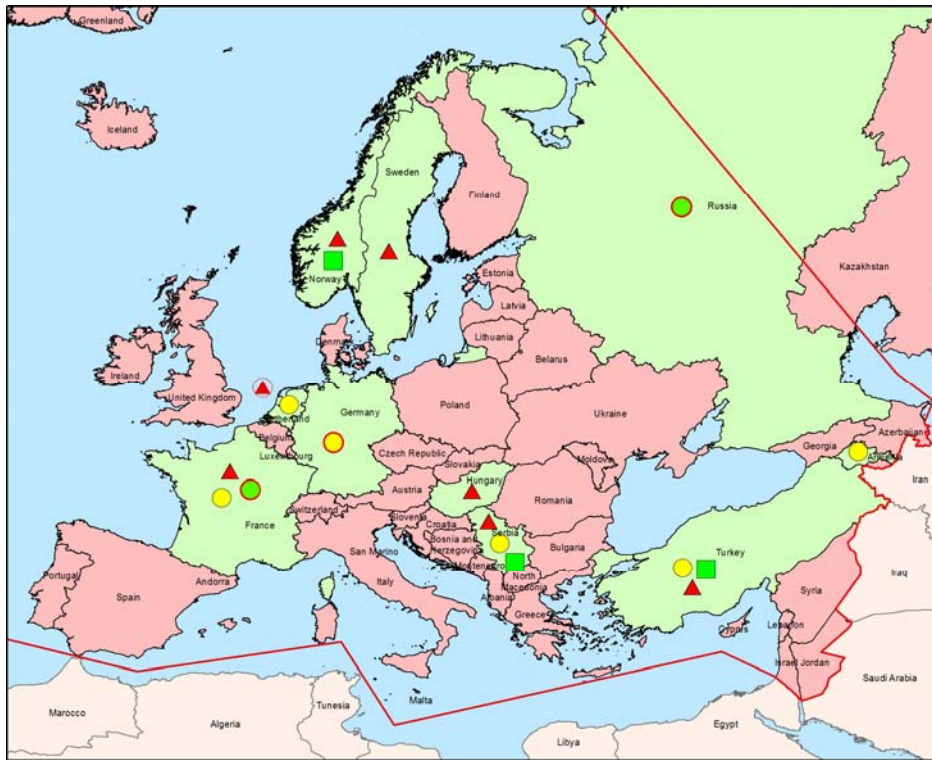 Greenland
Iceland
Sweden
Finland
Russia
Norway
Kazakhstan
Estonia
Latvia
Denmark
Lithuania
Ireland
Belarus
United Kingdom
Poland
Germany
Ukraine
Belgium
Luxembourg
Czech Republic
Slovakia
Moldova
Georgia
Azerbaijan
Hungary
Austria
Iran
Switzerland
Romania
France
Slovenia
Croatia
Serbia
Bosnia and
Herzegovina
San Marino
Bulgaria
Turkey
Montenegro
North
Macedonia
Andorra
Italy
Albania
Iraq
Portugal
Spain
Syria
Greece
Cyprus
Lebanon
Israel
Jordan
Saudi Arabia
Malta
Marocco
Algeria
Tunesia
Libya
Egypt